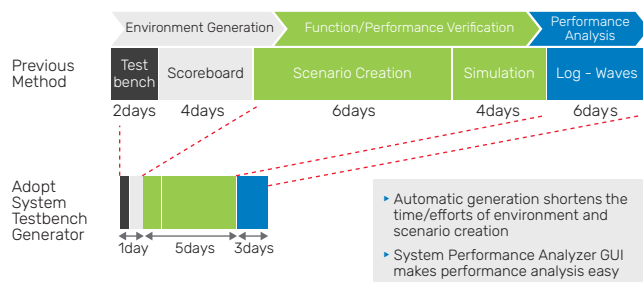 Environment Generation
Function/Performance Verification
Performance
Analysis
Previous
Method
Test
bench
Scoreboard
Scenario Creation
Simulation
Log - Waves
2days
4days
6days
4days
6days
Adopt
System
Testbench
Generator
1day
5days
3days
▸ Automatic generation shortens the
time/efforts of environment and
scenario creation
▸ System Performance Analyzer GUI
makes performance analysis easy